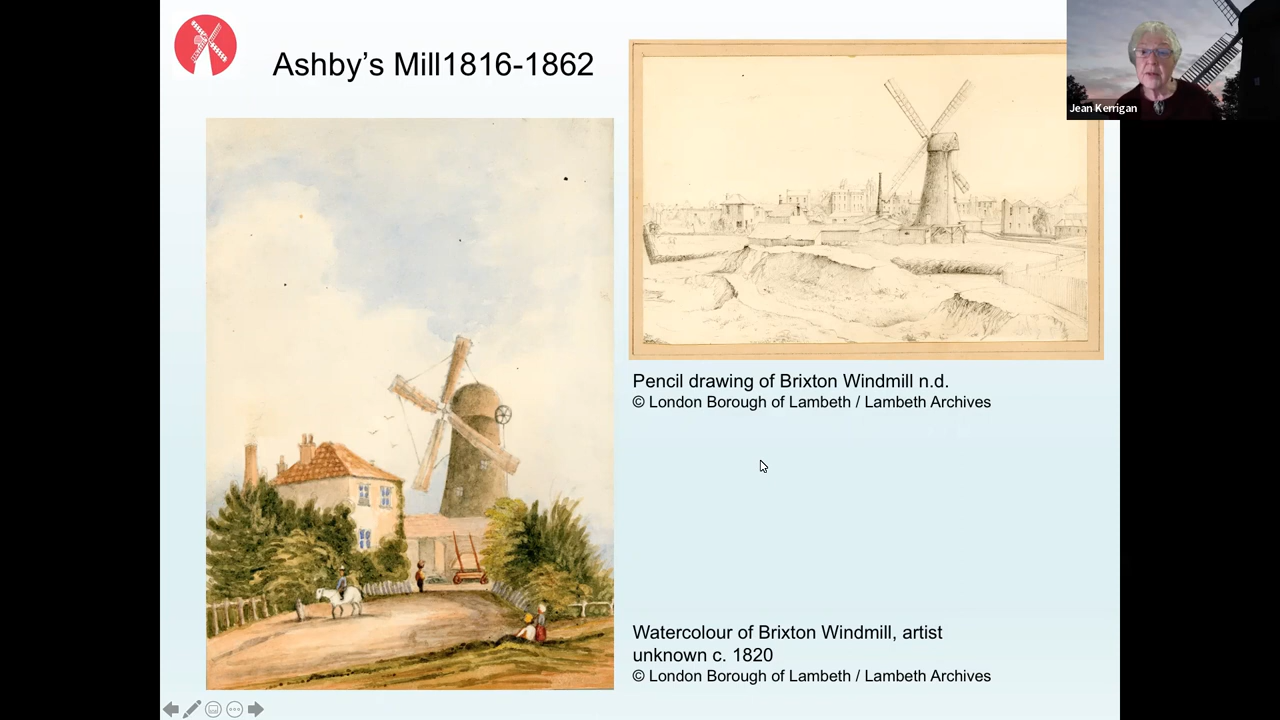 Ashby's Mill1816-1862
Jean Kerrigan
Pencil drawing of Brixton Windmill n.d.
© London Borough of Lambeth / Lambeth Archives
Watercolour of Brixton Windmill, artist
unknown c. 1820
© London Borough of Lambeth / Lambeth Archives